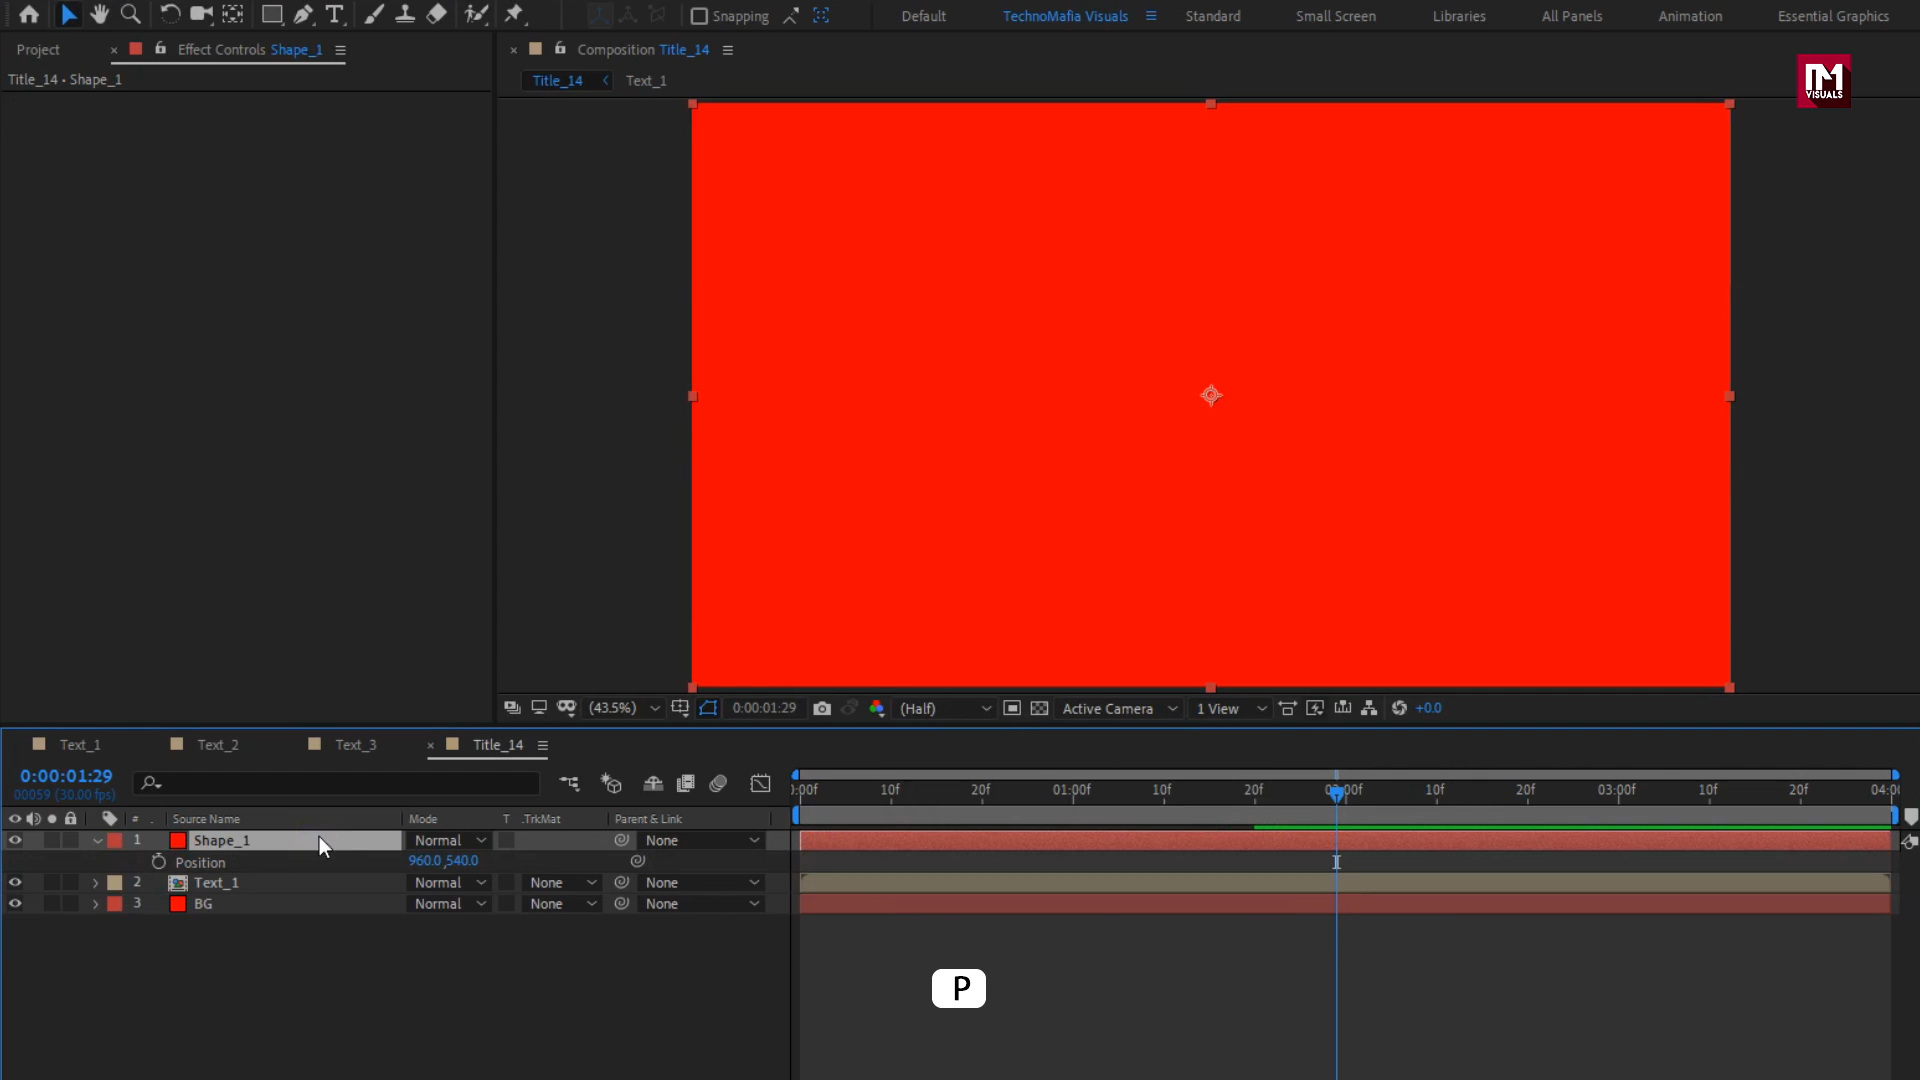 Snapping
Default
TechnoMafia Visuals
Standard
Small Screen
Libraries
All Panels
Animation
Essential Graphics
Project
Effect Controls Shape_1
Composition Title_14
Title_14 • Shape_1
Title_14
Text_1
VISUALS
(43.5%)
0:00:01:29
(Half)
Active Camera
1 View
+0.0
Text_1
Text_2
Text_3
Title_14
0:00:01:29
00059 (30.00 fps)
):00f 10f 20f 01:00f 10f 20f 10f 20f 03:00f 10f 20f 04:0
# . Source Name Mode T .TrkMat Parent & Link
1 Shape_1 Normal None
Position 960.0,540.0
2 Text_1 Normal None None
3 BG Normal None None
P